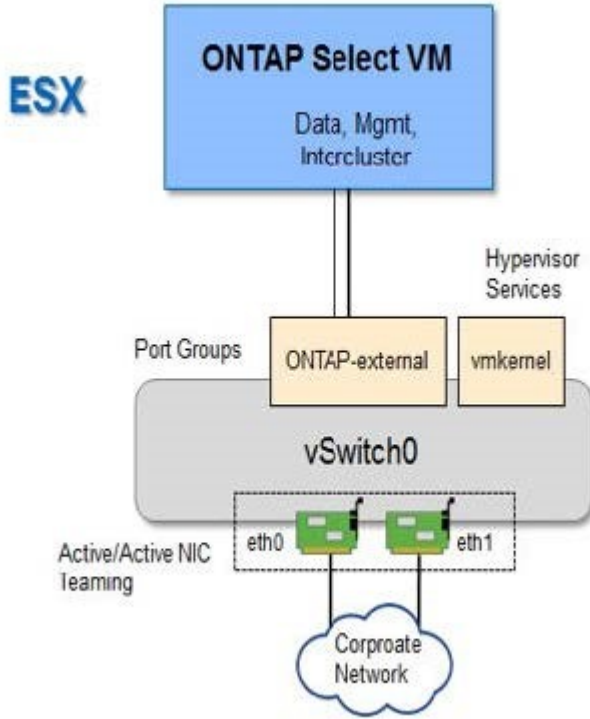 ONTAP Select VM
ESX
Data, Mgmt,
Intercluster
Hypervisor
Services
Port Groups
ONTAP-external
vmkernel
vSwitch0
eth0
eth1
Active/Active NIC
Teaming
Corproate
Network